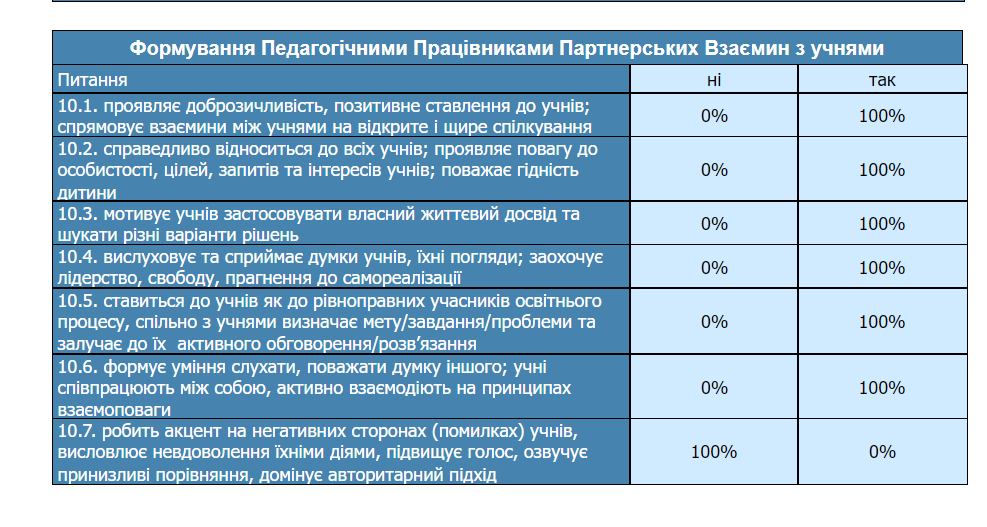 Формування Педагогічними Працівниками Партнерських Взаємин з учнями
Питання ні так
10.1. проявляє доброзичливість, позитивне ставлення до учнів;
спрямовує взаємини між учнями на відкрите і щире спілкування
0% 100%
10.2. справедливо відноситься до всіх учнів; проявляє повагу до
особистості, цілей, запитів та інтересів учнів; поважає гідність
дитини
0% 100%
10.3. мотивує учнів застосовувати власний життєвий досвід та
шукати різні варіанти рішень
0% 100%
10.4. вислуховує та сприймає думки учнів, їхні погляди; заохочує
лідерство, свободу, прагнення до самореалізації
0% 100%
10.5. ставиться до учнів як до рівноправних учасників освітнього
процесу, спільно з учнями визначає мету/завдання/проблеми та
залучає до їх  активного обговорення/розв’язання
0% 100%
10.6. формує уміння слухати, поважати думку іншого; учні
співпрацюють між собою, активно взаємодіють на принципах
взаємоповаги
0% 100%
10.7. робить акцент на негативних сторонах (помилках) учнів,
висловлює невдоволення їхніми діями, підвищує голос, озвучує
принизливі порівняння, домінує авторитарний підхід
100% 0%